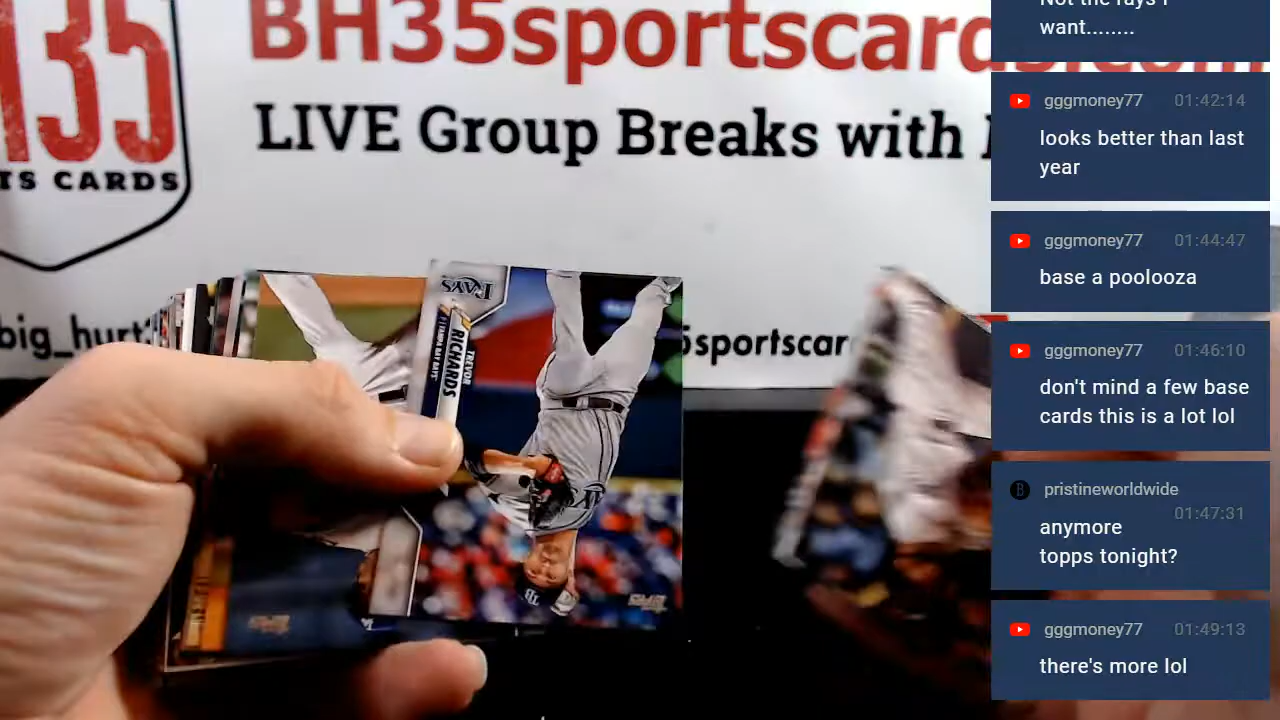 135
TS CARDS
BH35sportscards.com
LIVE Group Breaks with
big_hurt
5sportscar
RAYS
TREVOR
RICHARDS
P | TAMPA BAY RAYS
Not the rays I
want........
gggmoney77 01:42:14
looks better than last
year
gggmoney77 01:44:47
base a poolooza
gggmoney77 01:46:10
don't mind a few base
cards this is a lot lol
pristineworldwide
01:47:31
anymore
topps tonight?
gggmoney77 01:49:13
there's more lol